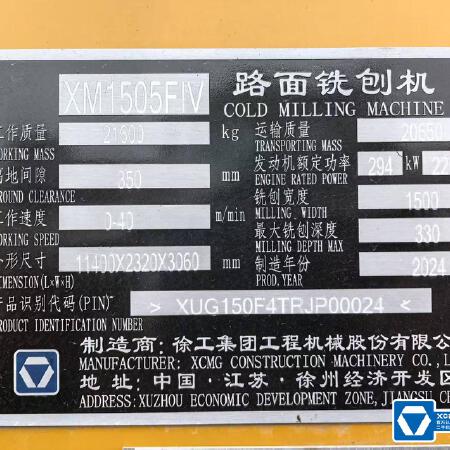 XM1505FIV 路面铣刨机
COLD MILLING MACHINE
工作质量 21600 kg 运输质量 20650
WORKING MASS TRANSPORTING MASS
离地间隙 350 mm 发动机额定功率 294 kW 22
GROUND CLEARANCE ENGINE RATED POWER
工作速度 0-40 m/min 铣刨宽度 1500
WORKING SPEED MILLING WIDTH
外形尺寸 11400X2320X3060 mm 最大铣刨深度 330
DIMENSION(L×W×H) MILLING DEPTH MAX
制造年份 2024
产品识别代码(PIN) > XUG150F4TRJP00024 <
PRODUCT IDENTIFICATION NUMBER
制造商: 徐工集团工程机械股份有限
MANUFACTURER: XCMG CONSTRUCTION MACHINERY CO., L
地址: 中国·江苏·徐州经济开发区
ADDRESS: XUZHOU ECONOMIC DEVELOPMENT ZONE, JIANGSU, CH